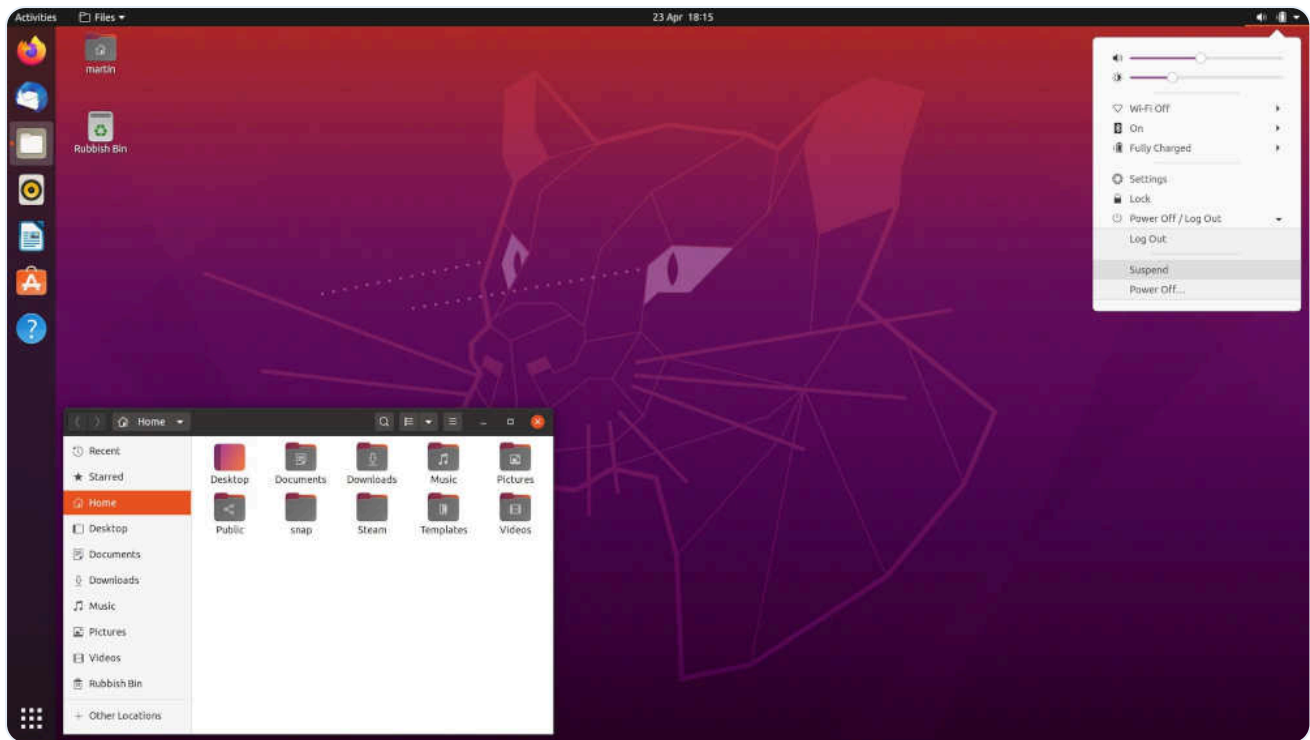 Activities Files 23 Apr 18:15
martin
Rubbish Bin
Wi-Fi Off
On
Fully Charged
Settings
Lock
Power Off / Log Out
Log Out
Suspend
Power Off...
Home
Recent
Starred
Home
Desktop
Documents
Downloads
Music
Pictures
Videos
Rubbish Bin
Other Locations
Desktop Documents Downloads Music Pictures
Public snap Steam Templates Videos